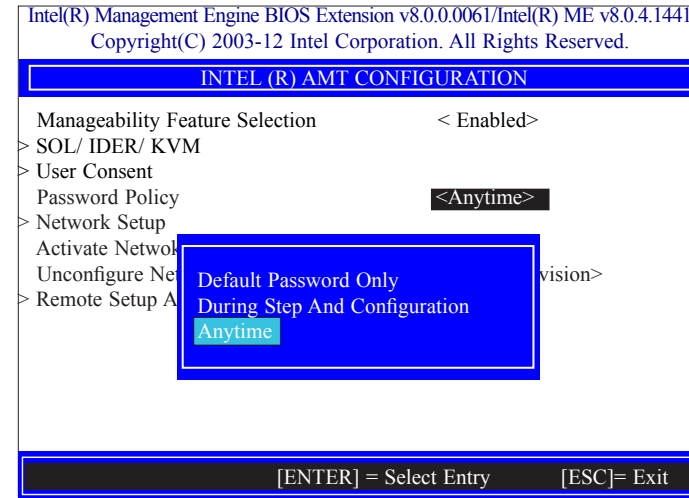 Intel(R) Management Engine BIOS Extension v8.0.0.0061/Intel(R) ME v8.0.4.1441
Copyright(C) 2003-12 Intel Corporation. All Rights Reserved.
INTEL (R) AMT CONFIGURATION
Manageability Feature Selection < Enabled>
> SOL/ IDER/ KVM
> User Consent
Password Policy <Anytime>
> Network Setup
Activate Netwok
Unconfigure Net vision>
> Remote Setup A
Default Password Only
During Step And Configuration
Anytime
[ENTER] = Select Entry [ESC]= Exit